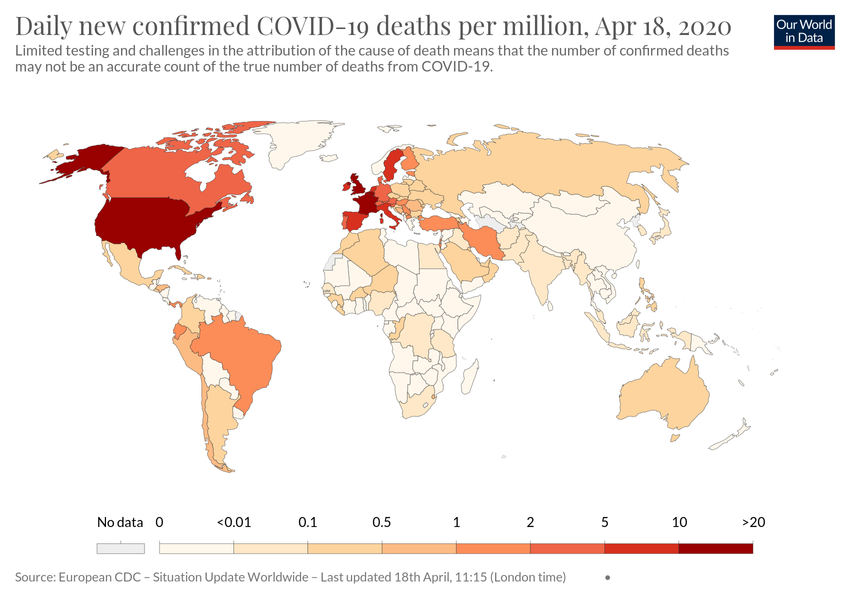 Daily new confirmed COVID-19 deaths per million, Apr 18, 2020
Our World
in Data
Limited testing and challenges in the attribution of the cause of death means that the number of confirmed deaths
may not be an accurate count of the true number of deaths from COVID-19.
No data 0 <0.01 0.1 0.5 1 2 5 10 >20
Source: European CDC – Situation Update Worldwide – Last updated 18th April, 11:15 (London time) •